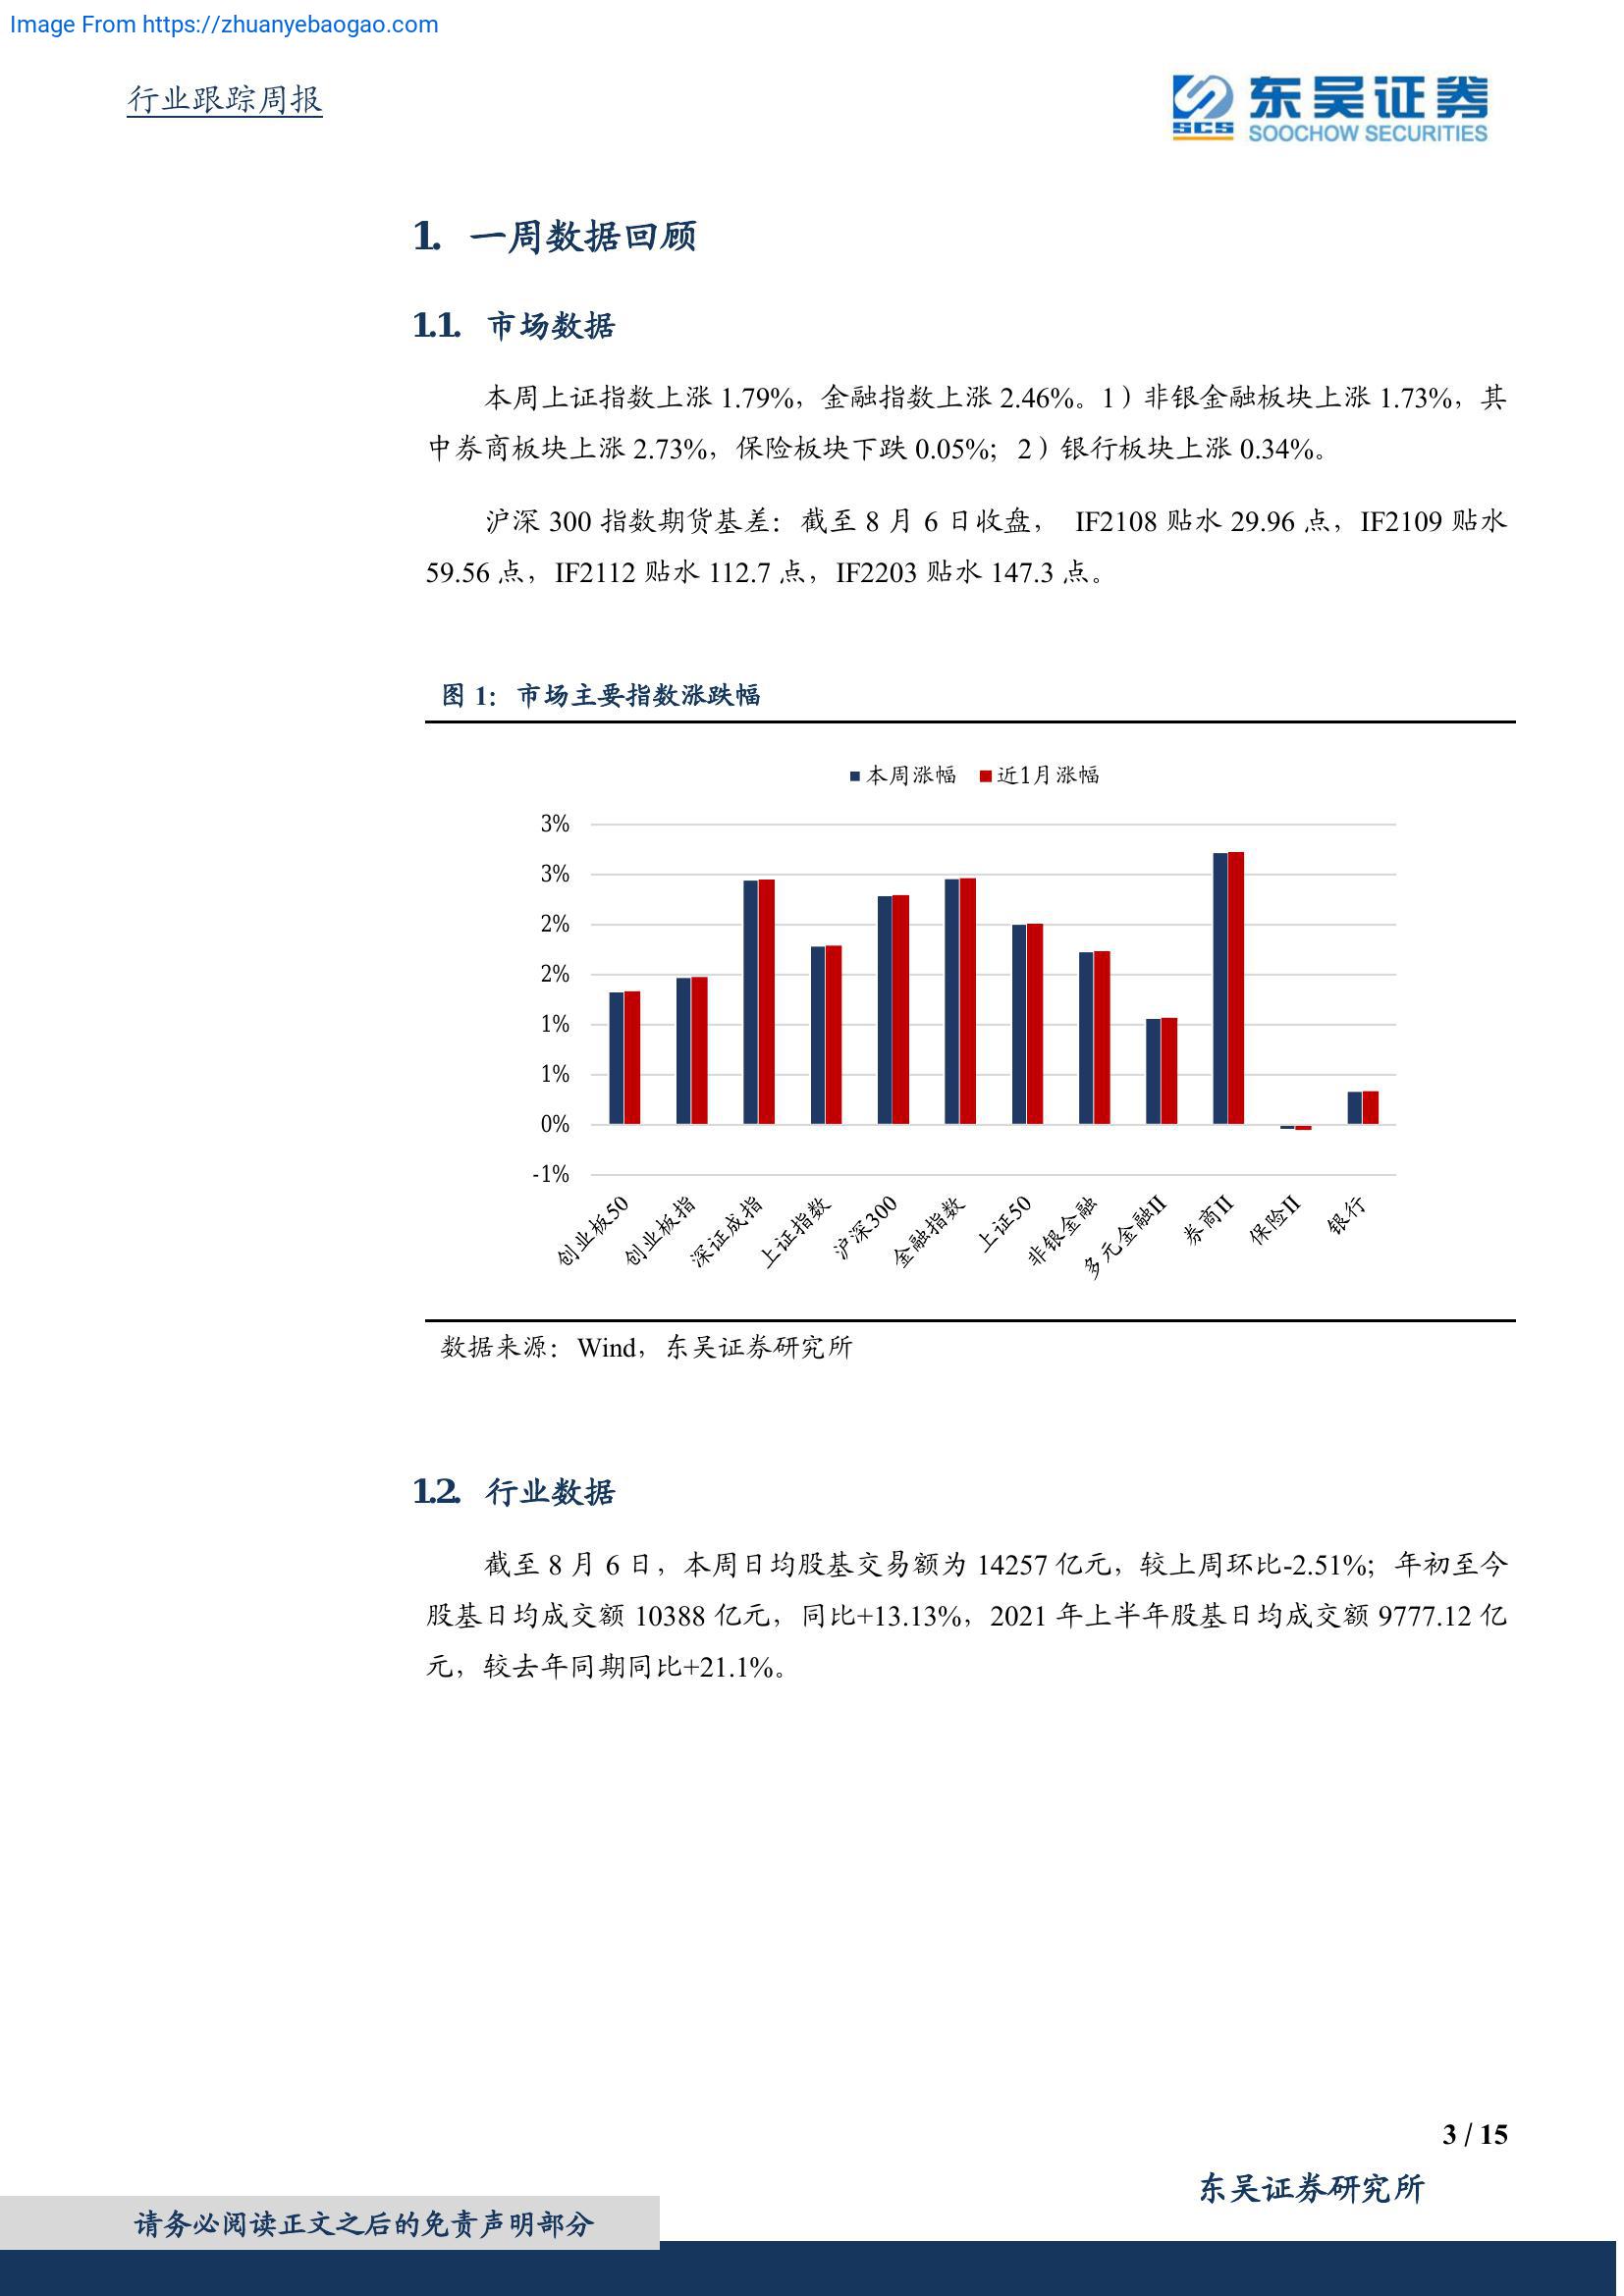 Image From https://zhuanyebaogao.com
行业跟踪周报
SCS 东吴证券
SOOCHOW SECURITIES
1. 一周数据回顾
1.1. 市场数据
本周上证指数上涨 1.79%，金融指数上涨 2.46%。1）非银金融板块上涨 1.73%，其
中券商板块上涨 2.73%，保险板块下跌 0.05%；2）银行板块上涨 0.34%。
沪深 300 指数期货基差：截至 8 月 6 日收盘， IF2108 贴水 29.96 点，IF2109 贴水
59.56 点，IF2112 贴水 112.7 点，IF2203 贴水 147.3 点。
图 1：市场主要指数涨跌幅
本周涨幅 近1月涨幅
3%
3%
2%
2%
1%
1%
0%
-1%
创业板50 创业板指 深证成指 上证指数 沪深300 金融指数 上证50 非银金融 多元金融II 券商II 保险II 银行
数据来源：Wind，东吴证券研究所
1.2. 行业数据
截至 8 月 6 日，本周日均股基交易额为 14257 亿元，较上周环比-2.51%；年初至今
股基日均成交额 10388 亿元，同比+13.13%，2021 年上半年股基日均成交额 9777.12 亿
元，较去年同期同比+21.1%。
3 / 15
东吴证券研究所
请务必阅读正文之后的免责声明部分